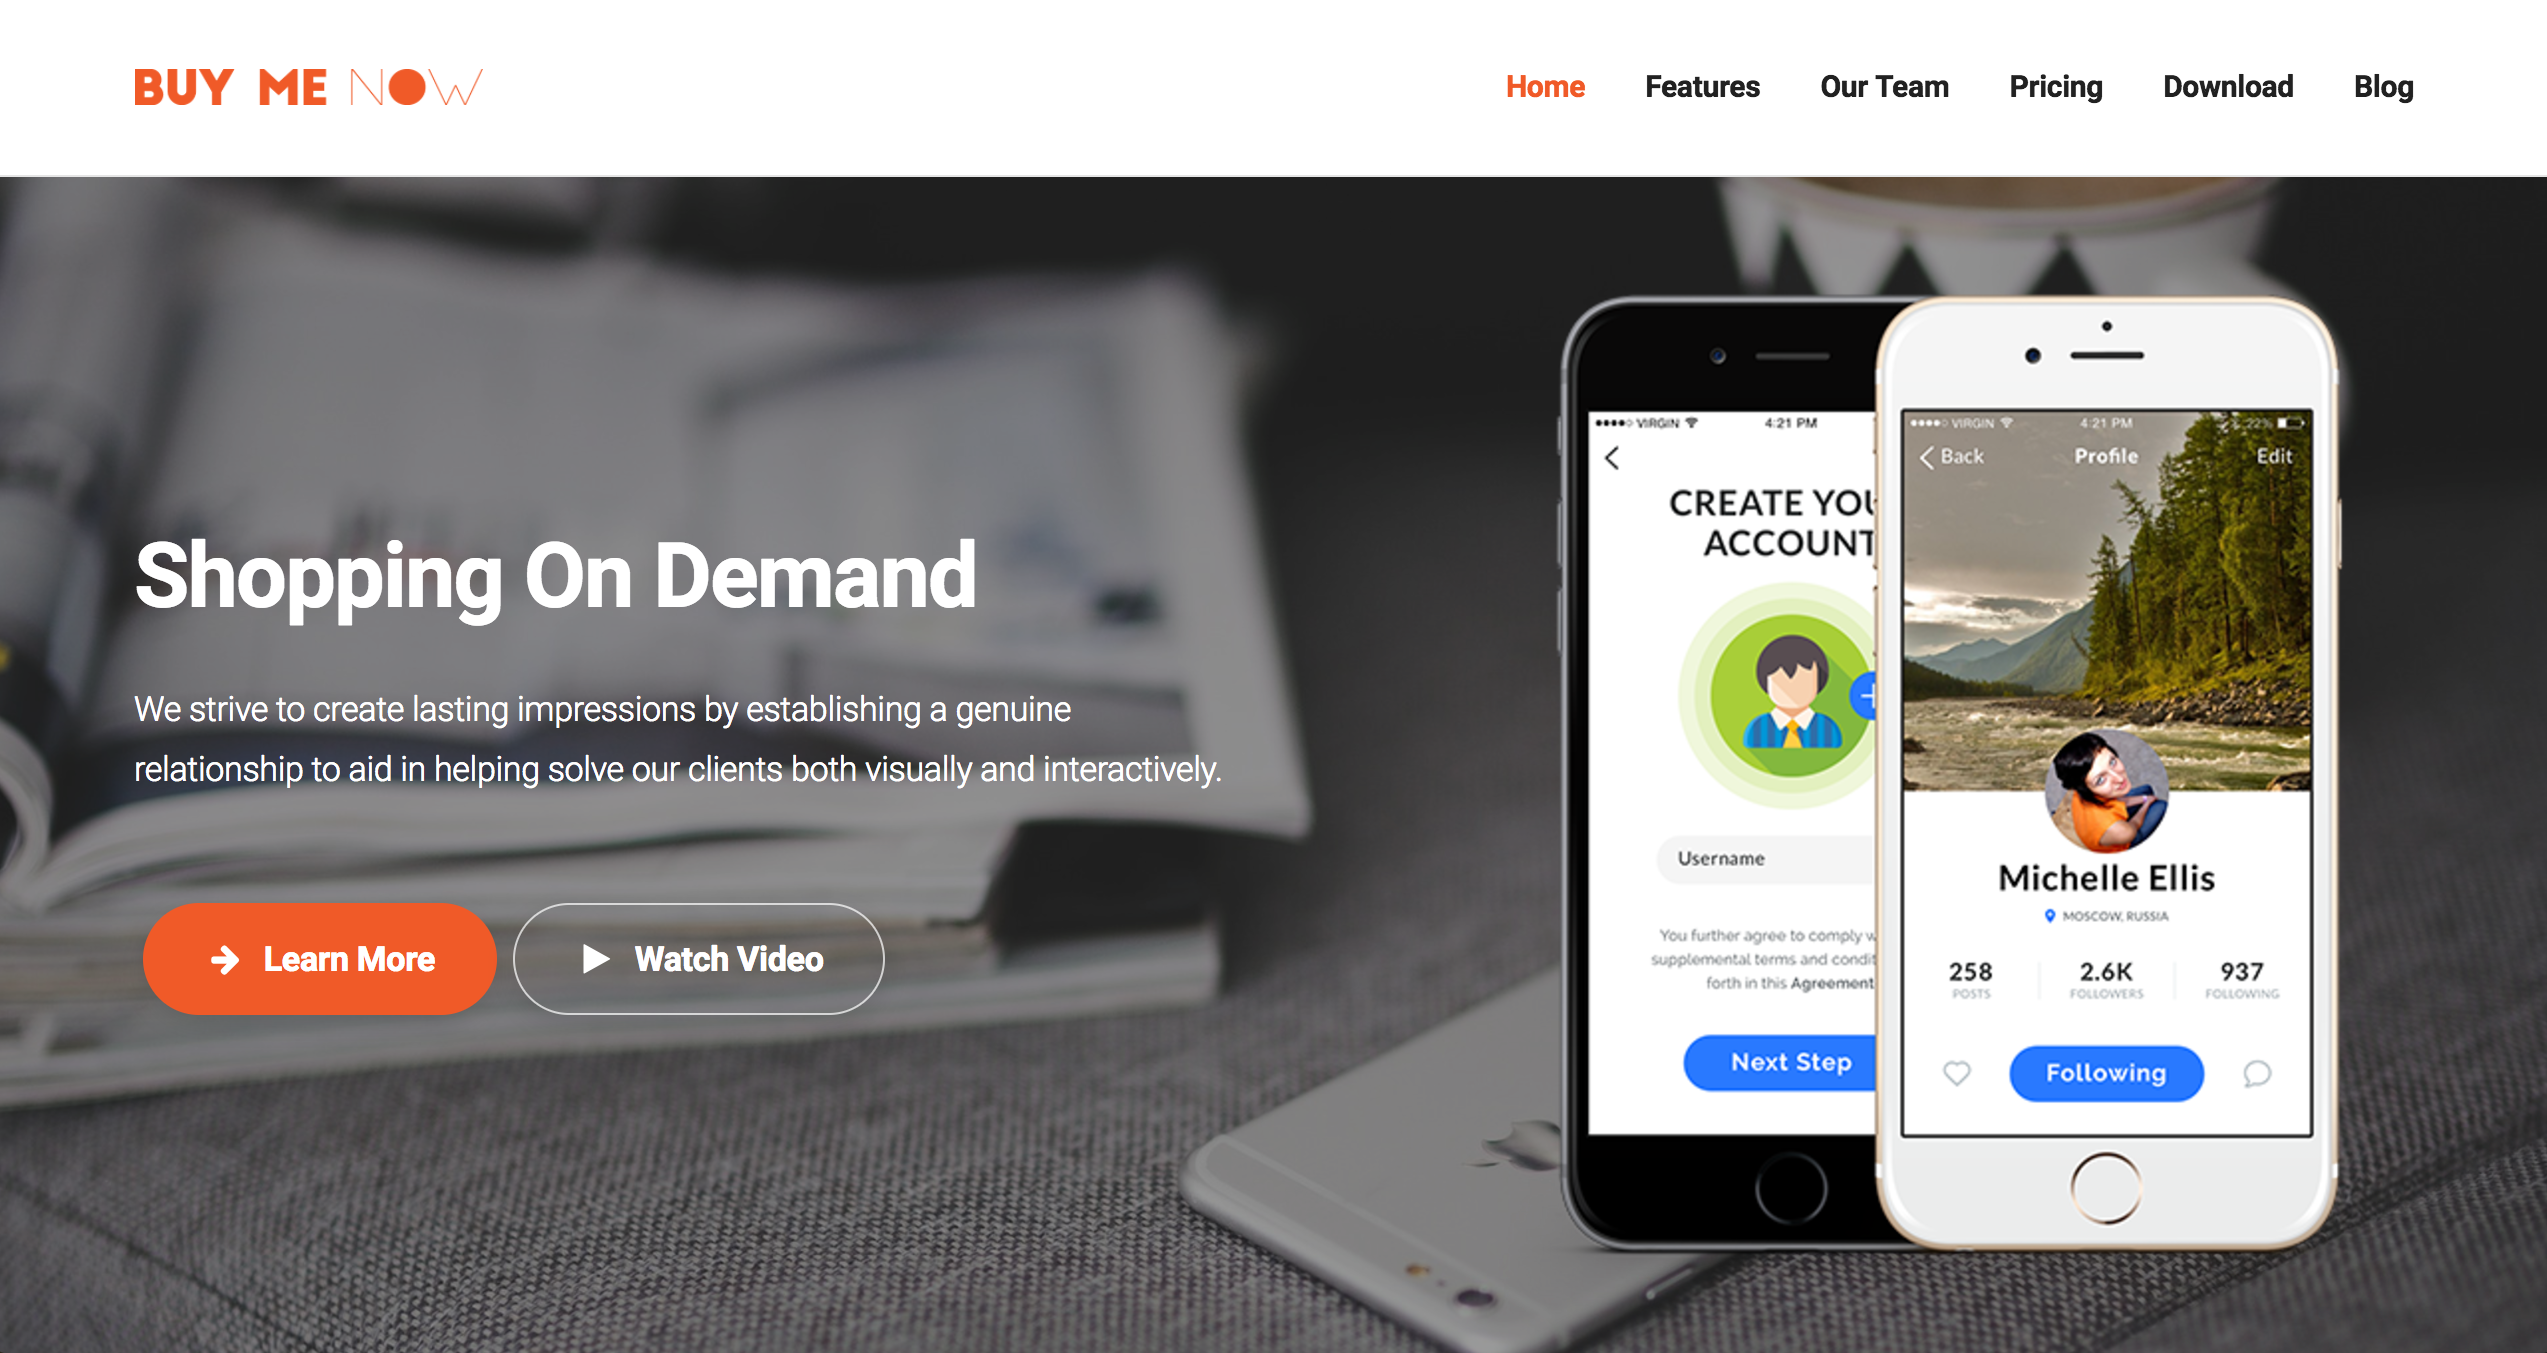 BUY ME NOW
Home Features Our Team Pricing Download Blog
Shopping On Demand
We strive to create lasting impressions by establishing a genuine
relationship to aid in helping solve our clients both visually and interactively.
Learn More
Watch Video
VIRGIN 4:21 PM
CREATE YOU
ACCOUNT
Username
You further agree to comply w
supplemental terms and condit
forth in this Agreement
Next Step
VIRGIN 4:21 PM 22%
Back Profile Edit
Michelle Ellis
MOSCOW, RUSSIA
258 2.6K 937
POSTS FOLLOWERS FOLLOWING
Following